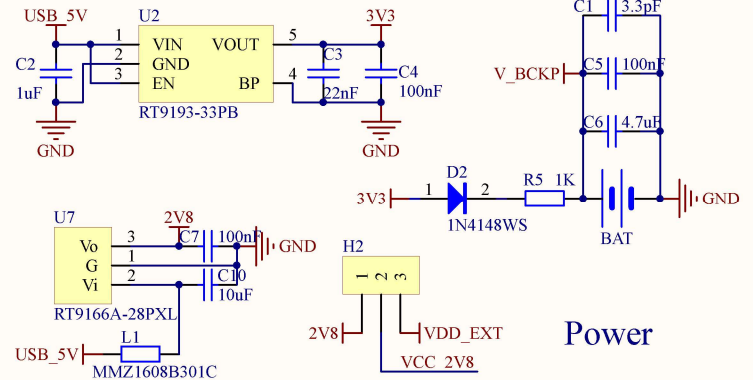 USB_5V
U2
3V3
C1
3.3pF
1
VIN
VOUT
5
C2
2
GND
C3
V_BCKP
C5
100nF
3
EN
BP
4
C4
1uF
22nF
100nF
RT9193-33PB
C6
4.7uF
GND
GND
D2
3V3
1
2
R5
1K
GND
1N4148WS
BAT
U7
2V8
Vo
3
C7
100nF
GND
H2
G
1
Vi
2
C10
1
2
3
10uF
RT9166A-28PXL
2V8
VDD_EXT
Power
L1
USB_5V
VCC_2V8
MMZ1608B301C